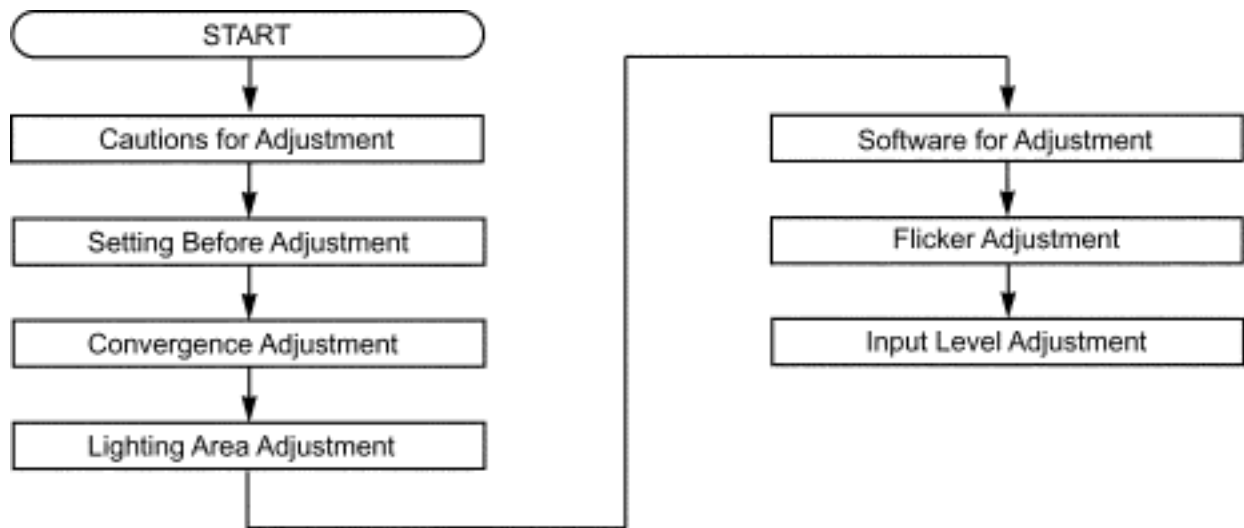 START
Cautions for Adjustment
Setting Before Adjustment
Convergence Adjustment
Lighting Area Adjustment
Software for Adjustment
Flicker Adjustment
Input Level Adjustment